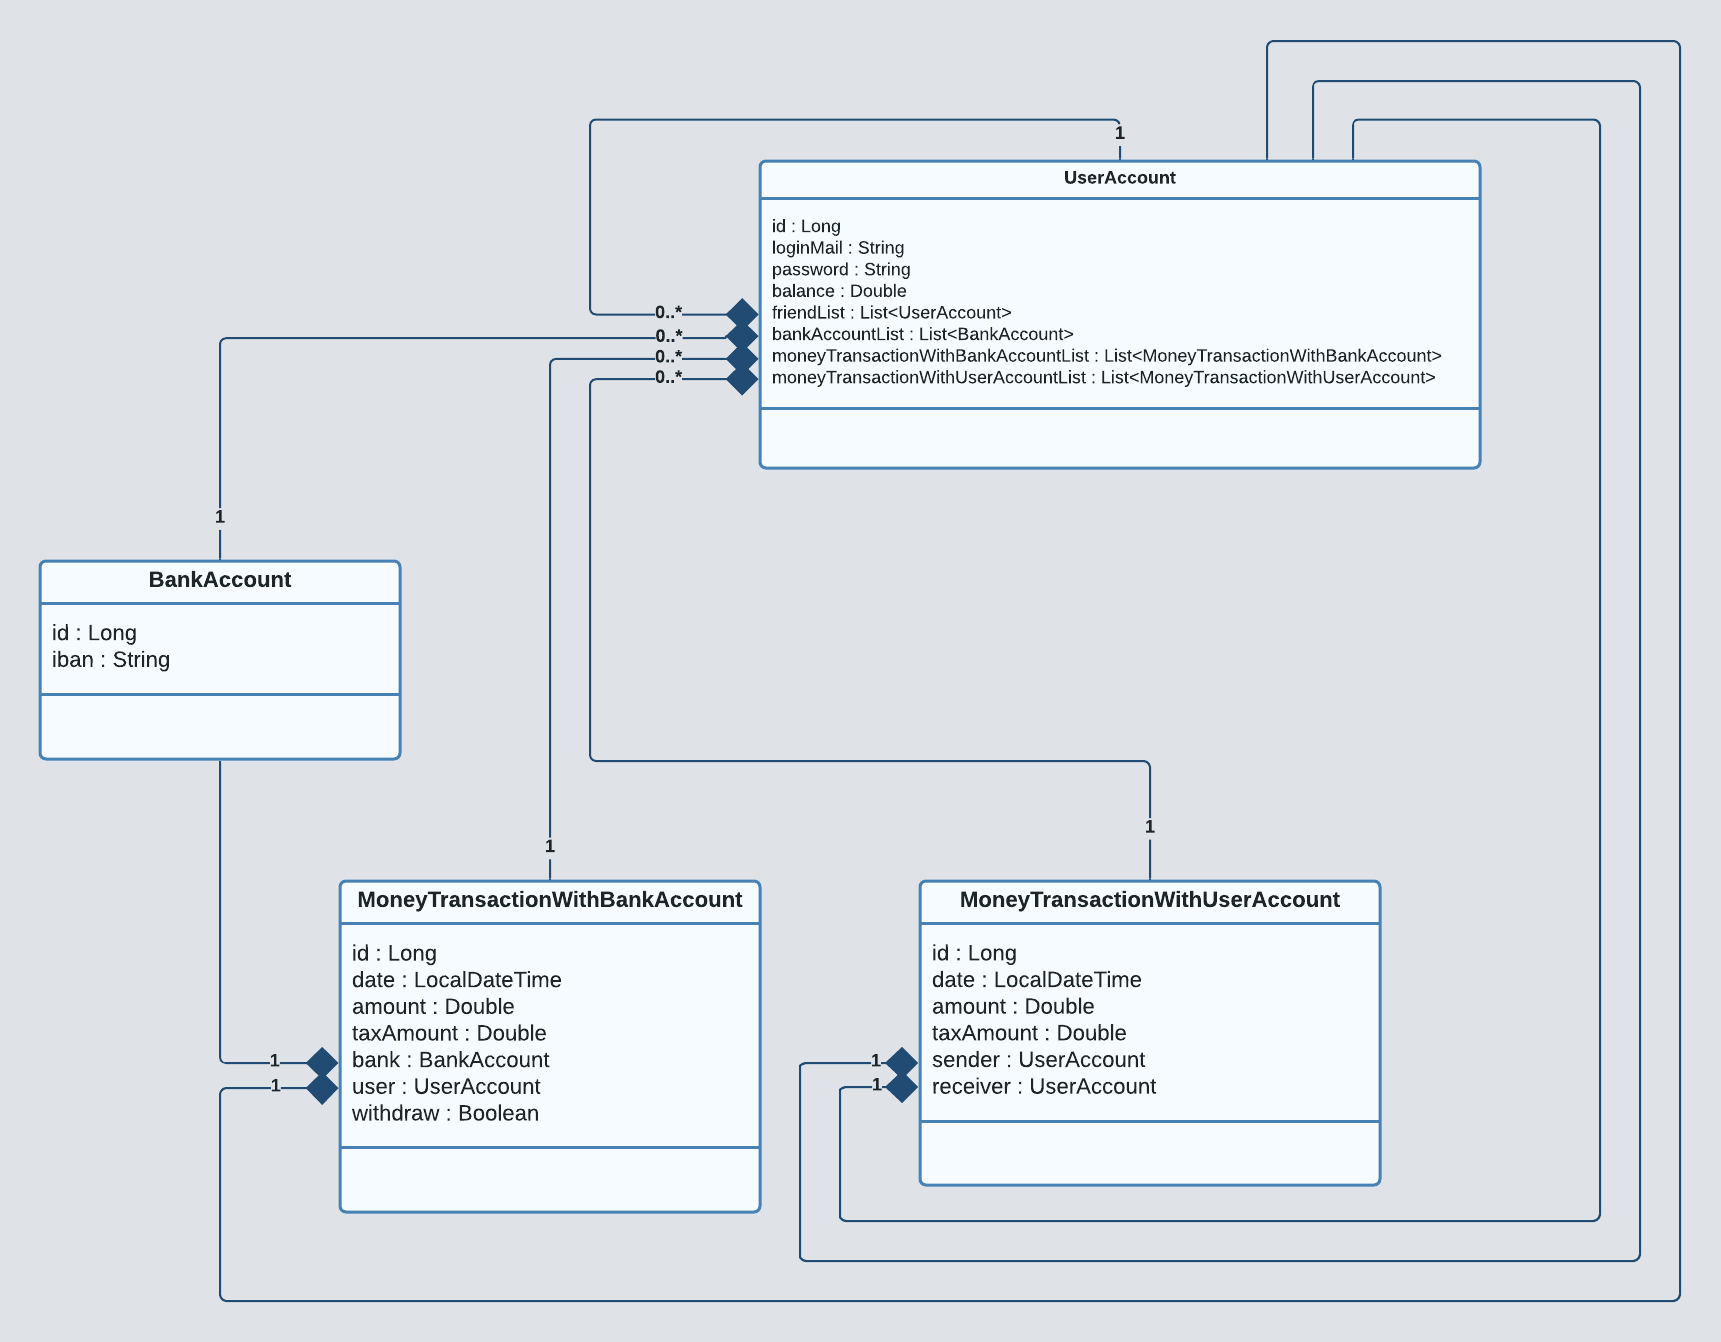 1
UserAccount
id : Long
loginMail : String
password : String
balance : Double
friendList : List<UserAccount>
bankAccountList : List<BankAccount>
moneyTransactionWithBankAccountList : List<MoneyTransactionWithBankAccount>
moneyTransactionWithUserAccountList : List<MoneyTransactionWithUserAccount>
0..*
0..*
0..*
0..*
1
BankAccount
id : Long
iban : String
1
1
MoneyTransactionWithBankAccount
id : Long
date : LocalDateTime
amount : Double
taxAmount : Double
bank : BankAccount
user : UserAccount
withdraw : Boolean
1
1
MoneyTransactionWithUserAccount
id : Long
date : LocalDateTime
amount : Double
taxAmount : Double
sender : UserAccount
receiver : UserAccount
1
1